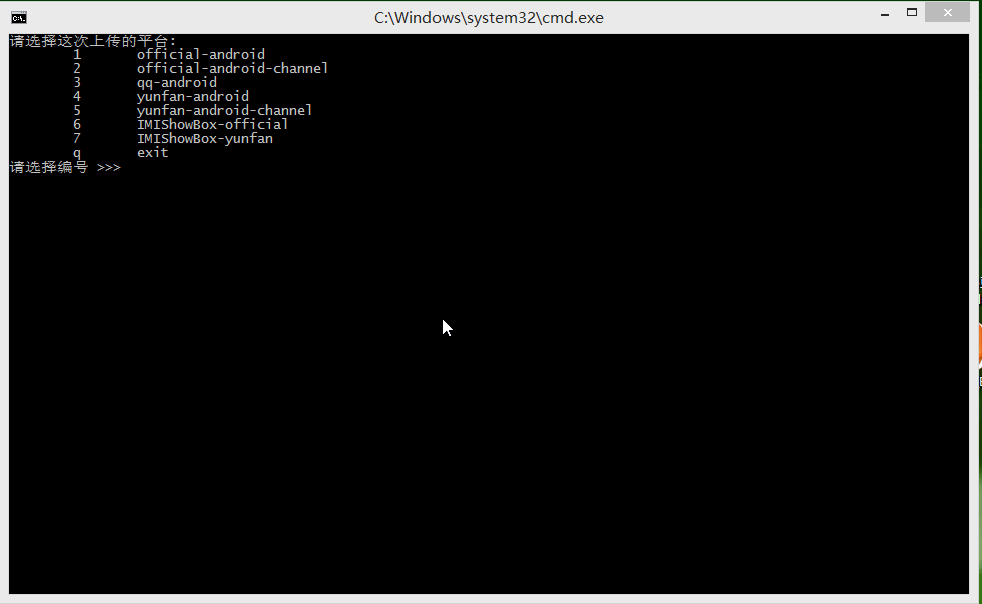 C:\Windows\system32\cmd.exe
请选择这次上传的平台:
1 official-android
2 official-android-channel
3 qq-android
4 yunfan-android
5 yunfan-android-channel
6 IMIShowBox-official
7 IMIShowBox-yunfan
q exit
请选择编号 >>>